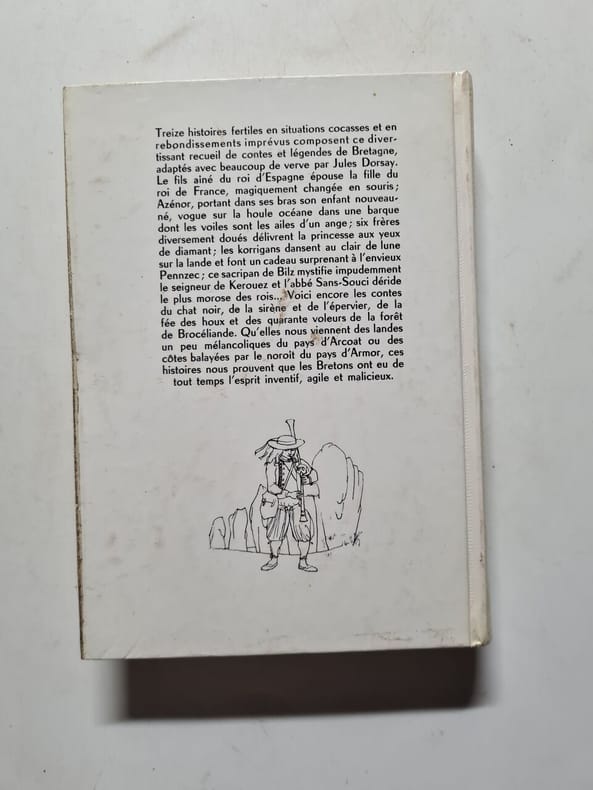 Treize histoires fertiles en situations cocasses et en
rebondissements imprévus composent ce diver-
tissant recueil de contes et légendes de Bretagne,
adaptés avec beaucoup de verve par Jules Dorsay.
Le fils aîné du roi d'Espagne épouse la fille du
roi de France, magiquement changée en souris ;
Azénor, portant dans ses bras son enfant nouveau-
né, vogue sur la houle océane dans une barque
dont les voiles sont les ailes d'un ange ; six frères
diversement doués délivrent la princesse aux yeux
de diamant ; les korrigans dansent au clair de lune
sur la lande et font un cadeau surprenant à l'envieux
Pennzec ; ce sacripan de Bilz mystifie impudemment
le seigneur de Kerouez et l'abbé Sans-Souci déride
le plus morose des rois... Voici encore les contes
du chat noir, de la sirène et de l'épervier, de la
fée des houx et des quarante voleurs de la forêt
de Brocéliande. Qu'elles nous viennent des landes
un peu mélancoliques du pays d'Arcoat ou des
côtes balayées par le noroît du pays d'Armor, ces
histoires nous prouvent que les Bretons ont eu de
tout temps l'esprit inventif, agile et malicieux.